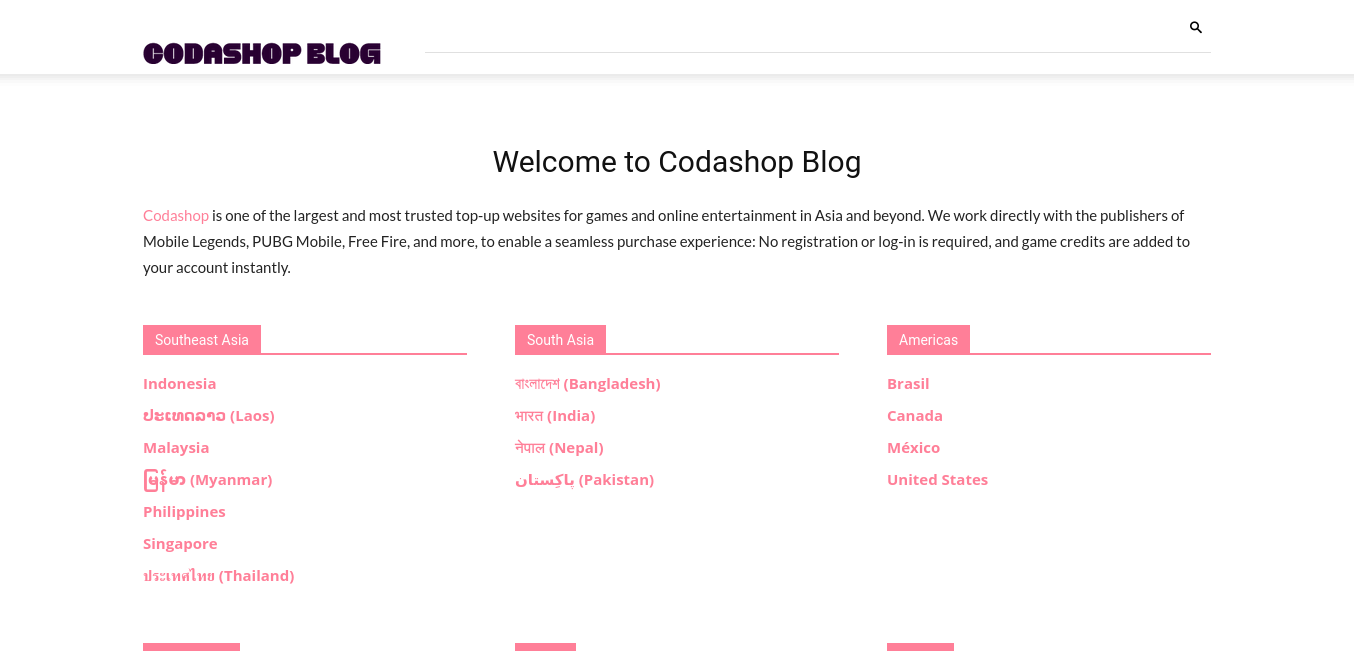 CODASHOP BLOG
Welcome to Codashop Blog
Codashop is one of the largest and most trusted top-up websites for games and online entertainment in Asia and beyond. We work directly with the publishers of
Mobile Legends, PUBG Mobile, Free Fire, and more, to enable a seamless purchase experience: No registration or log-in is required, and game credits are added to
your account instantly.
Southeast Asia
Indonesia
ປະເທດລາວ (Laos)
Malaysia
မြန်မာ (Myanmar)
Philippines
Singapore
ประเทศไทย (Thailand)
South Asia
বাংলাদেশ (Bangladesh)
भारत (India)
नेपाल (Nepal)
پاکِستان (Pakistan)
Americas
Brasil
Canada
México
United States